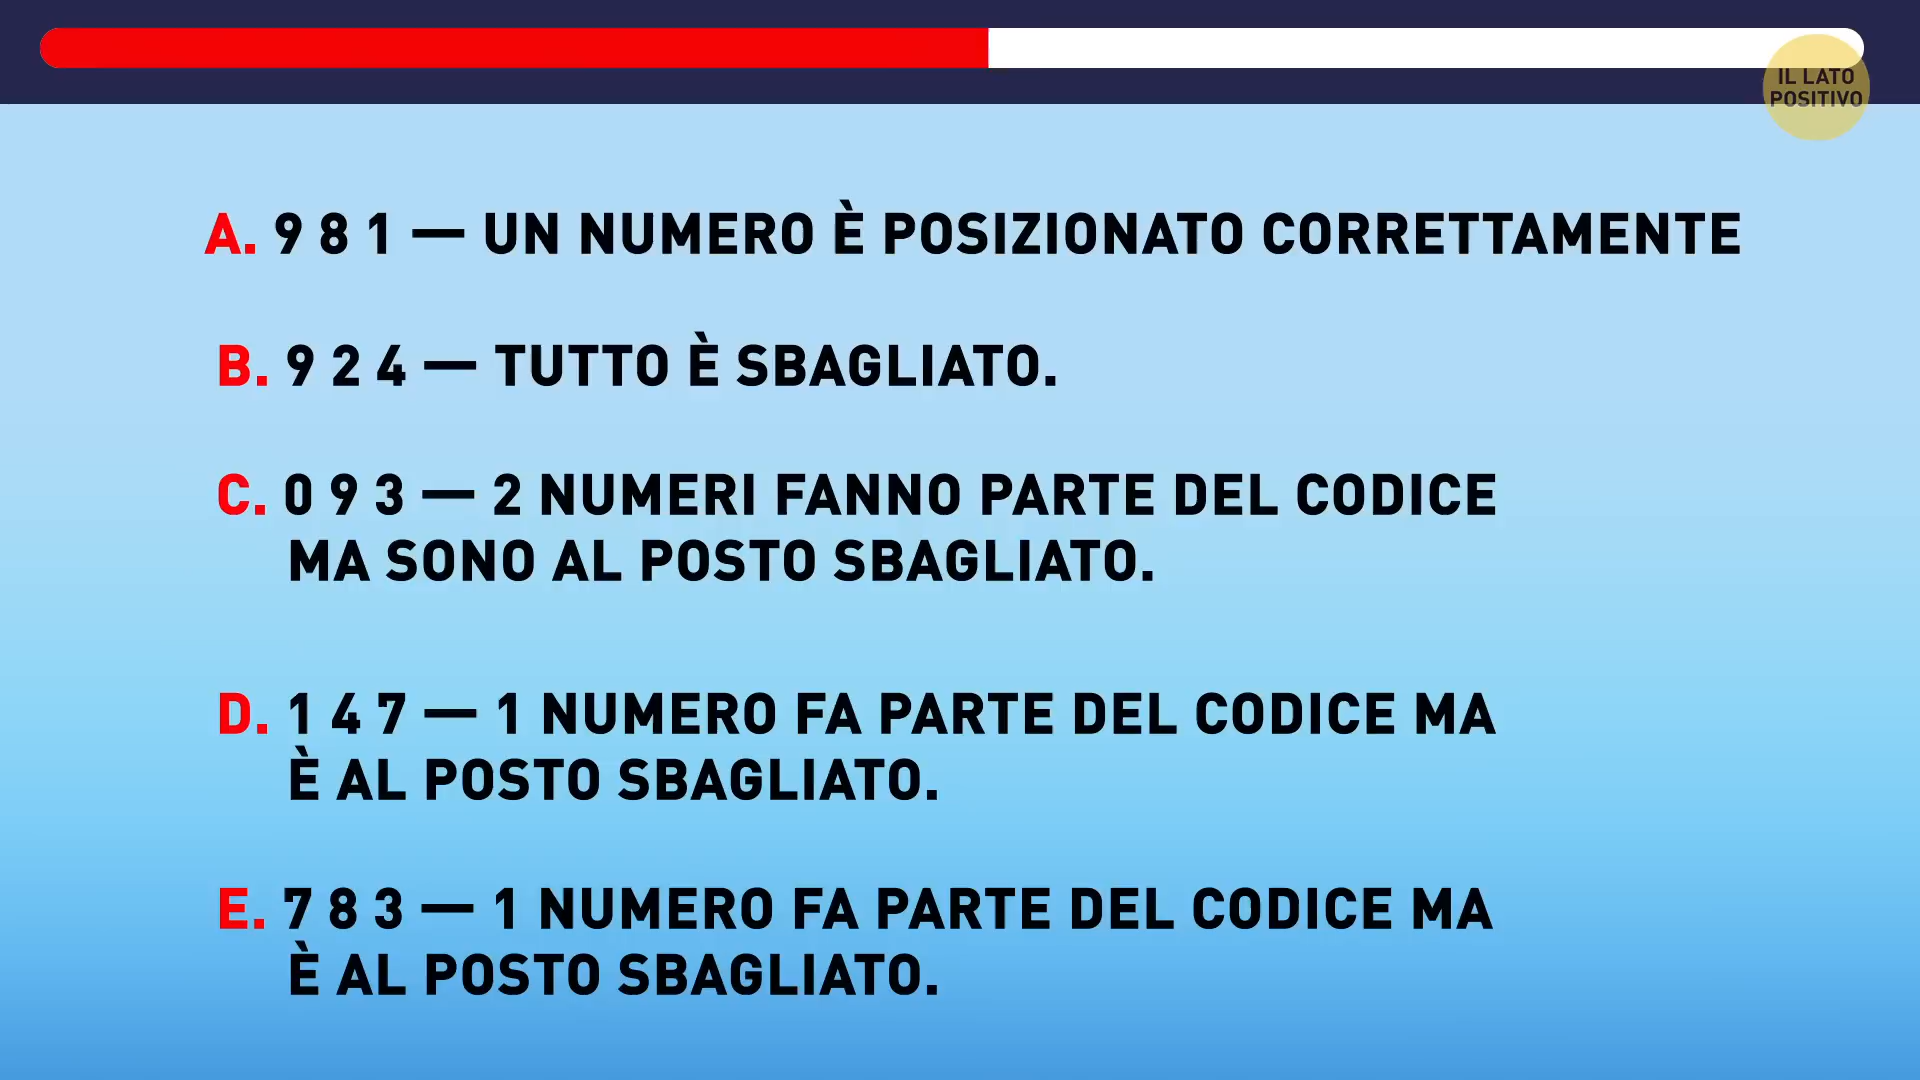 IL LATO
POSITIVO
A. 9 8 1 — UN NUMERO È POSIZIONATO CORRETTAMENTE
B. 9 2 4 — TUTTO È SBAGLIATO.
C. 0 9 3 — 2 NUMERI FANNO PARTE DEL CODICE
MA SONO AL POSTO SBAGLIATO.
D. 1 4 7 — 1 NUMERO FA PARTE DEL CODICE MA
È AL POSTO SBAGLIATO.
E. 7 8 3 — 1 NUMERO FA PARTE DEL CODICE MA
È AL POSTO SBAGLIATO.